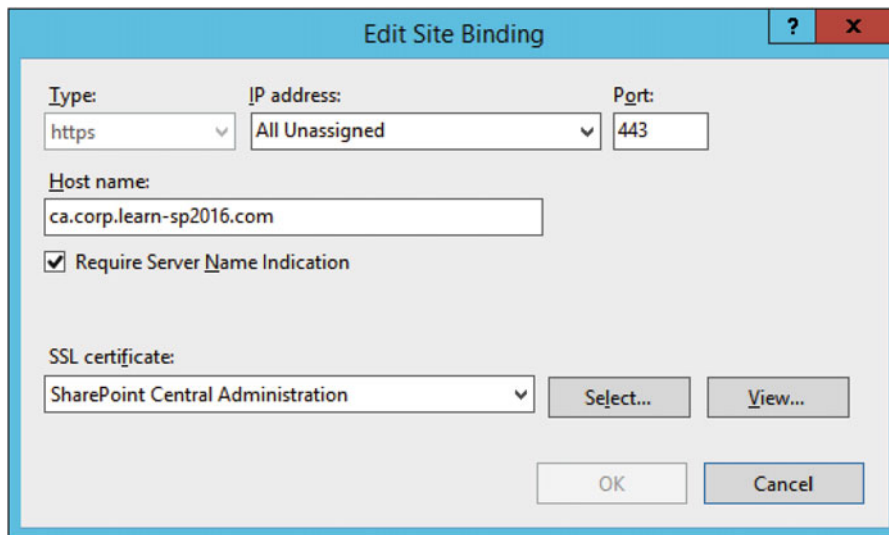 Edit Site Binding
? x
Type: IP address: Port:
https All Unassigned 443
Host name:
ca.corp.learn-sp2016.com
Require Server Name Indication
SSL certificate:
SharePoint Central Administration Select... View...
OK Cancel